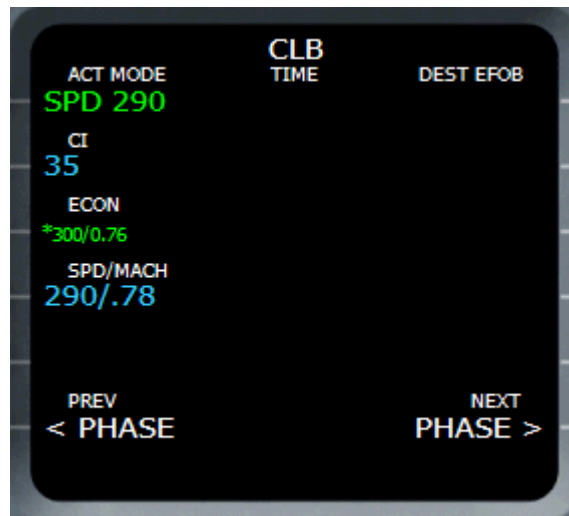 CLB
ACT MODE TIME DEST EFOB
SPD 290
CI
35
ECON
*300/0.76
SPD/MACH
290/.78
PREV NEXT
< PHASE PHASE >